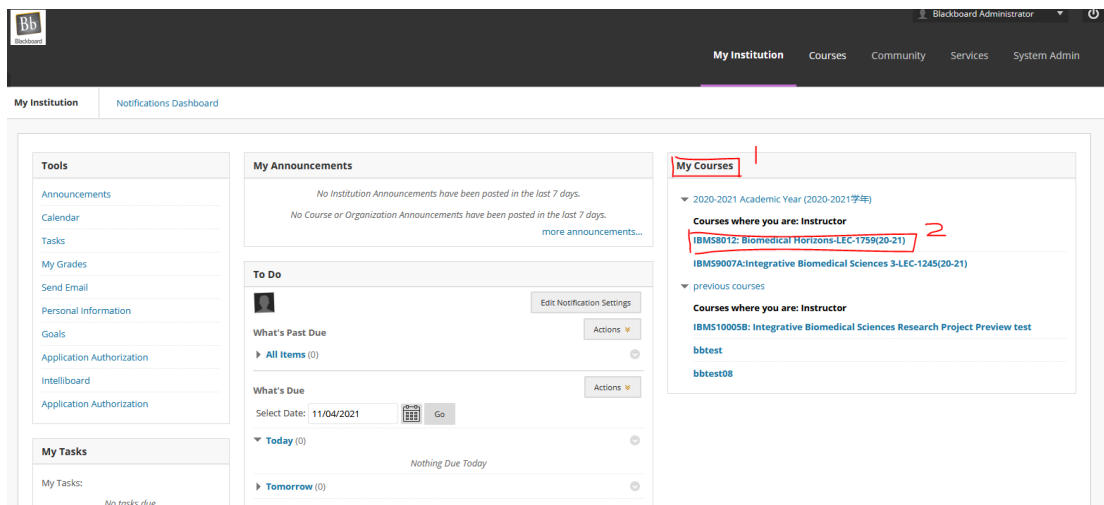 Bb
Blackboard
Blackboard Administrator
My Institution Courses Community Services System Admin
My Institution Notifications Dashboard
Tools
Announcements
Calendar
Tasks
My Grades
Send Email
Personal Information
Goals
Application Authorization
Intelliboard
Application Authorization
My Tasks
My Tasks:
No tasks due
My Announcements
No Institution Announcements have been posted in the last 7 days.
No Course or Organization Announcements have been posted in the last 7 days.
more announcements...
To Do
Edit Notification Settings
What's Past Due Actions
All Items (0)
What's Due Actions
Select Date: 11/04/2021 Go
Today (0)
Nothing Due Today
Tomorrow (0)
My Courses 1
2020-2021 Academic Year (2020-2021学年)
Courses where you are: Instructor
IBMS8012: Biomedical Horizons-LEC-1759(20-21) 2
IBMS9007A:Integrative Biomedical Sciences 3-LEC-1245(20-21)
previous courses
Courses where you are: Instructor
IBMS10005B: Integrative Biomedical Sciences Research Project Preview test
bbtest
bbtest08